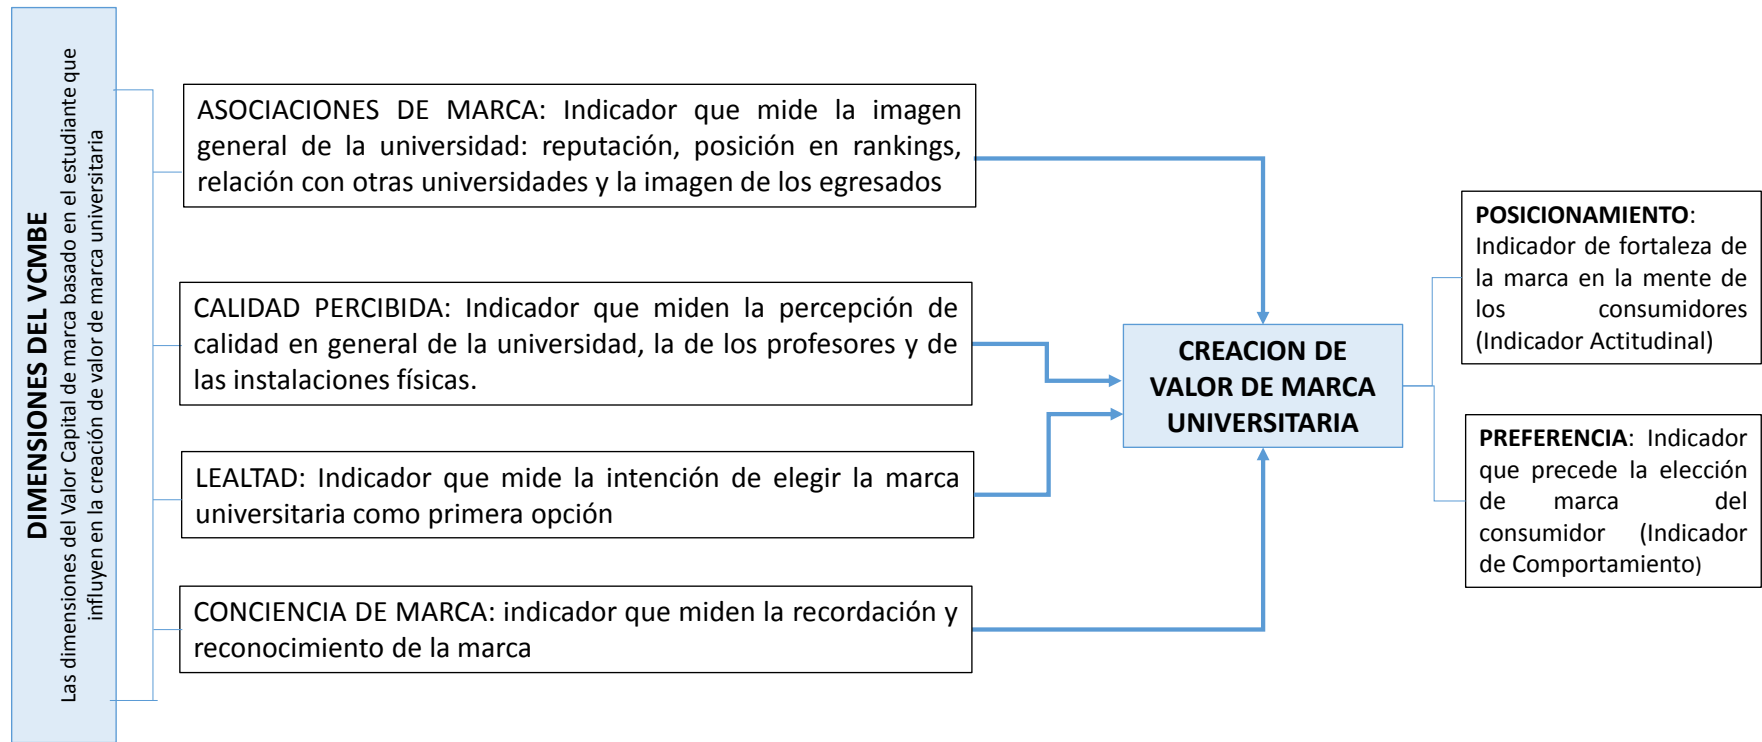 DIMENSIONES DEL VCMBE
Las dimensiones del Valor Capital de marca basado en el estudiante que
influyen en la creación de valor de marca universitaria
ASOCIACIONES DE MARCA: Indicador que mide la imagen
general de la universidad: reputación, posición en rankings,
relación con otras universidades y la imagen de los egresados
CALIDAD PERCIBIDA: Indicador que miden la percepción de
calidad en general de la universidad, la de los profesores y de
las instalaciones físicas.
LEALTAD: Indicador que mide la intención de elegir la marca
universitaria como primera opción
CONCIENCIA DE MARCA: indicador que miden la recordación y
reconocimiento de la marca
CREACION DE
VALOR DE MARCA
UNIVERSITARIA
POSICIONAMIENTO:
Indicador de fortaleza de
la marca en la mente de
los consumidores
(Indicador Actitudinal)
PREFERENCIA: Indicador
que precede la elección
de marca del
consumidor (Indicador
de Comportamiento)